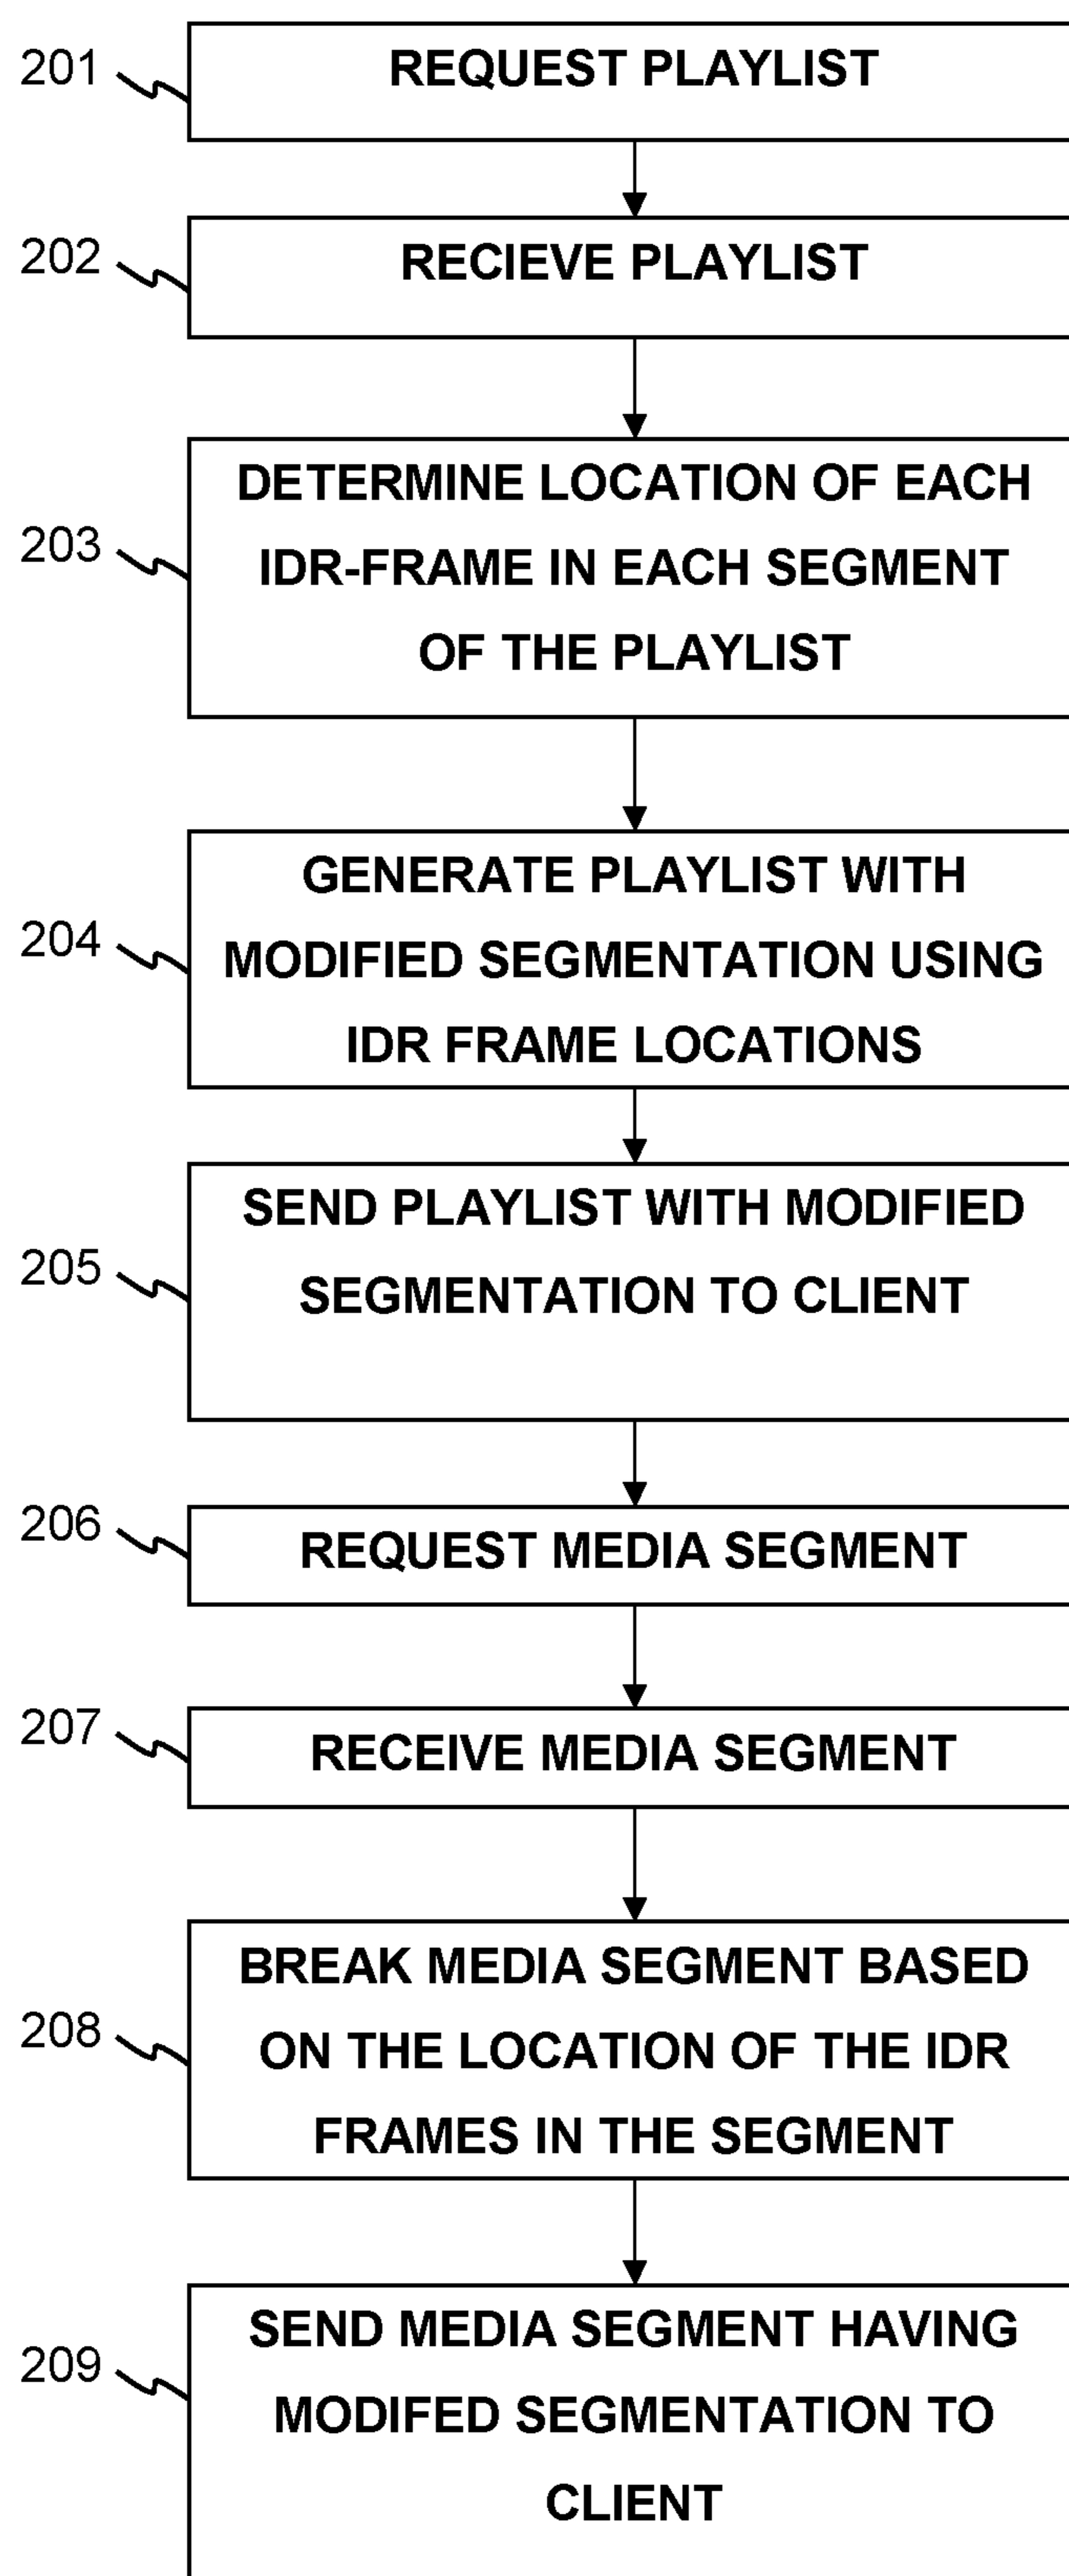 201
REQUEST PLAYLIST
202
RECIEVE PLAYLIST
203
DETERMINE LOCATION OF EACH
IDR-FRAME IN EACH SEGMENT
OF THE PLAYLIST
204
GENERATE PLAYLIST WITH
MODIFIED SEGMENTATION USING
IDR FRAME LOCATIONS
205
SEND PLAYLIST WITH MODIFIED
SEGMENTATION TO CLIENT
206
REQUEST MEDIA SEGMENT
207
RECEIVE MEDIA SEGMENT
208
BREAK MEDIA SEGMENT BASED
ON THE LOCATION OF THE IDR
FRAMES IN THE SEGMENT
209
SEND MEDIA SEGMENT HAVING
MODIFED SEGMENTATION TO
CLIENT